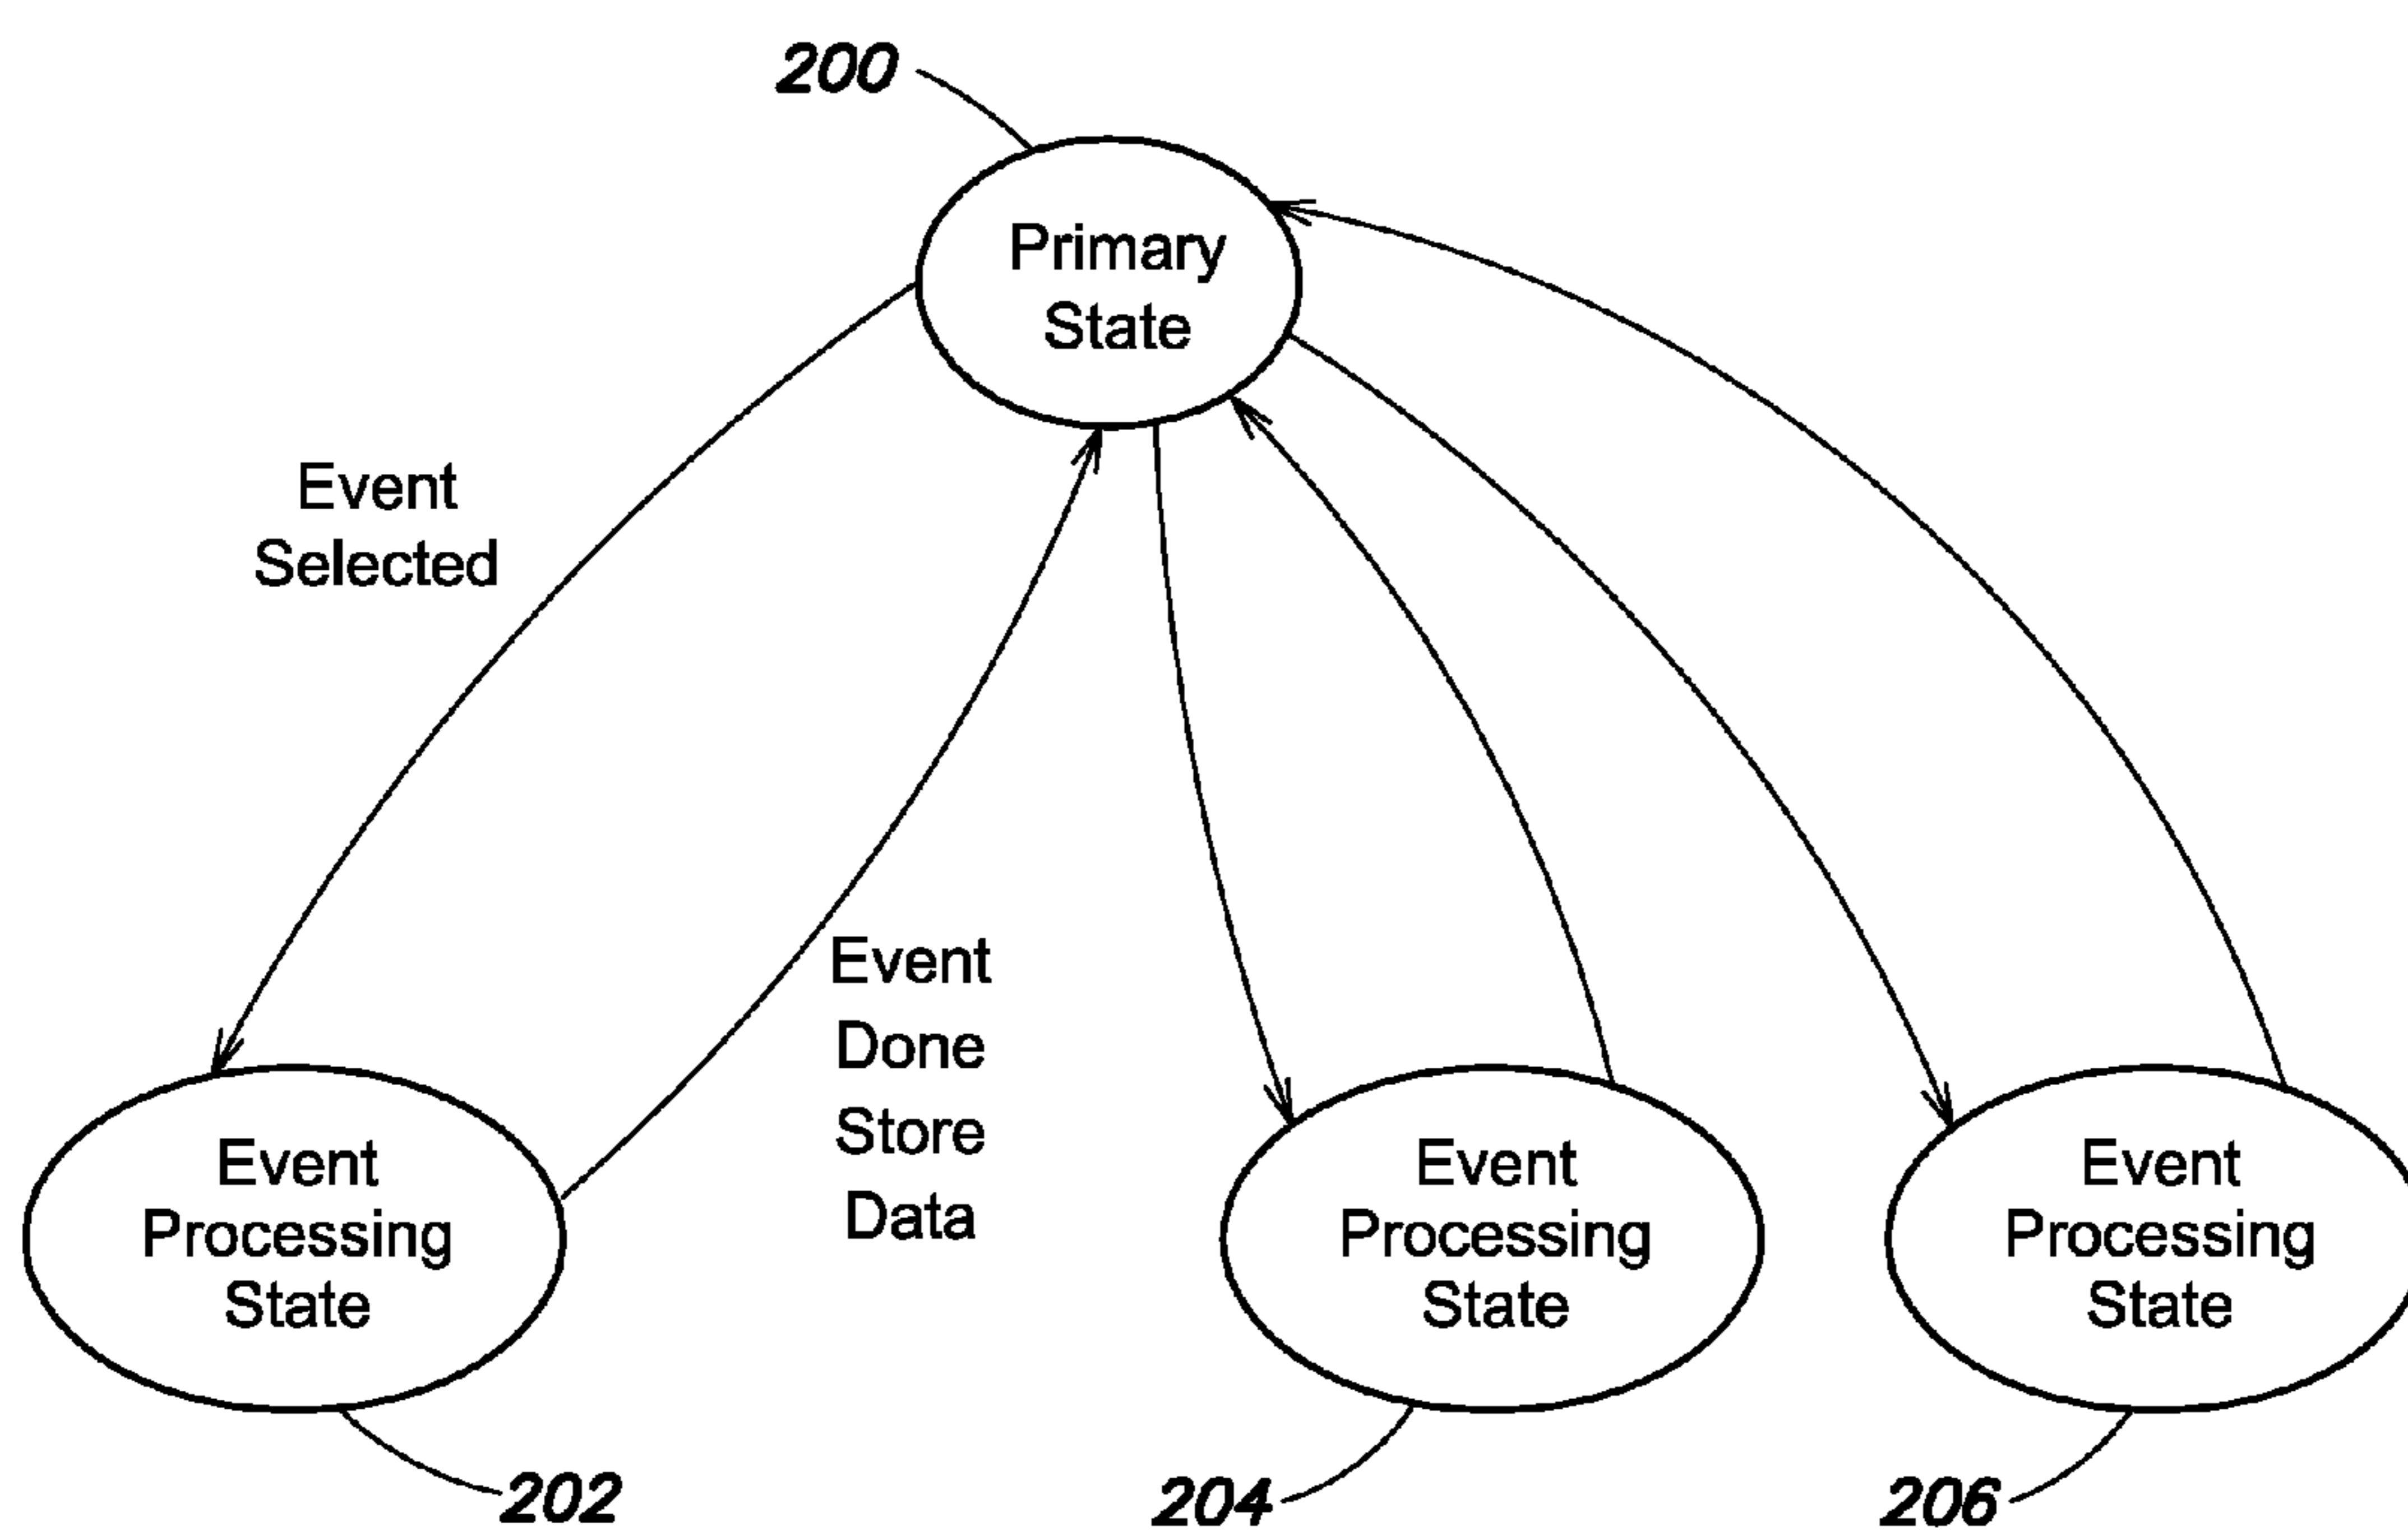 200
Primary
State
Event
Selected
Event
Done
Store
Data
Event
Processing
State
Event
Processing
State
Event
Processing
State
202
204
206